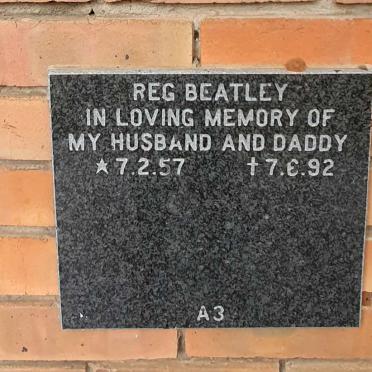 REG BEATLEY
IN LOVING MEMORY OF
MY HUSBAND AND DADDY
★7.2.57 ✝7.6.92
A3